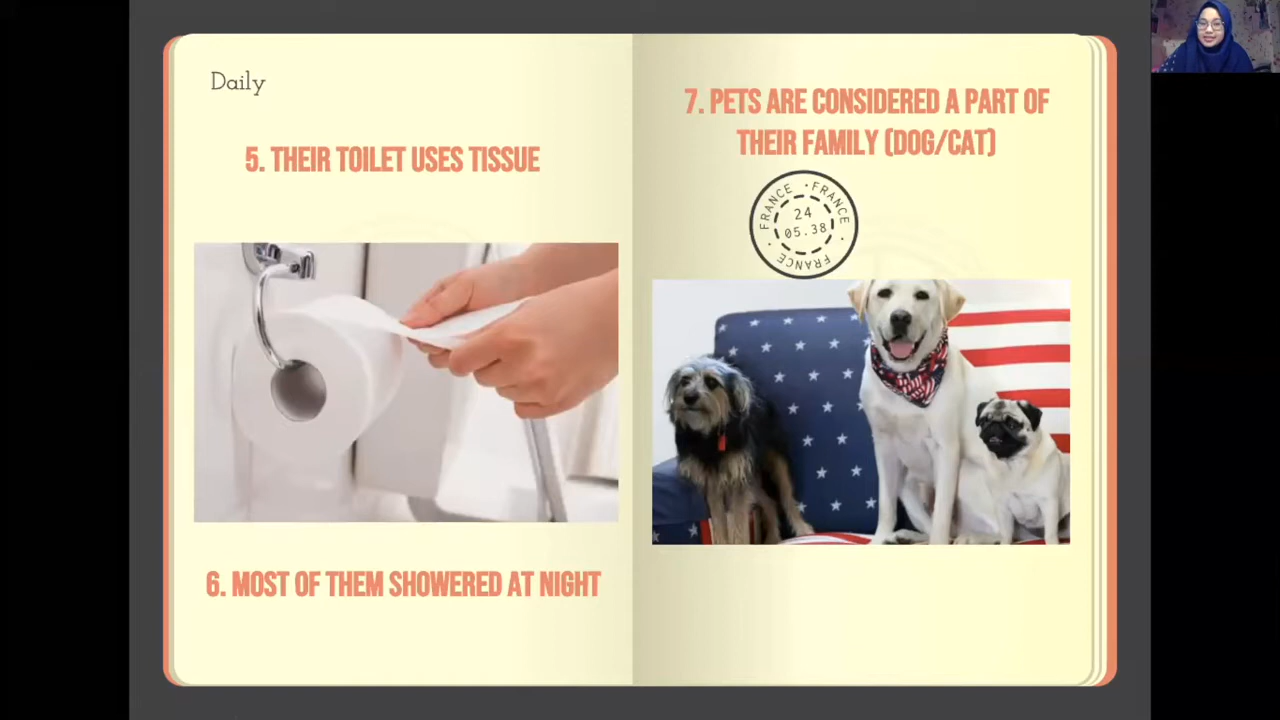 Daily
5. THEIR TOILET USES TISSUE
6. MOST OF THEM SHOWERED AT NIGHT
7. PETS ARE CONSIDERED A PART OF
THEIR FAMILY (DOG/CAT)
FRANCE · FRANCE · FRANCE ·
24
05.38